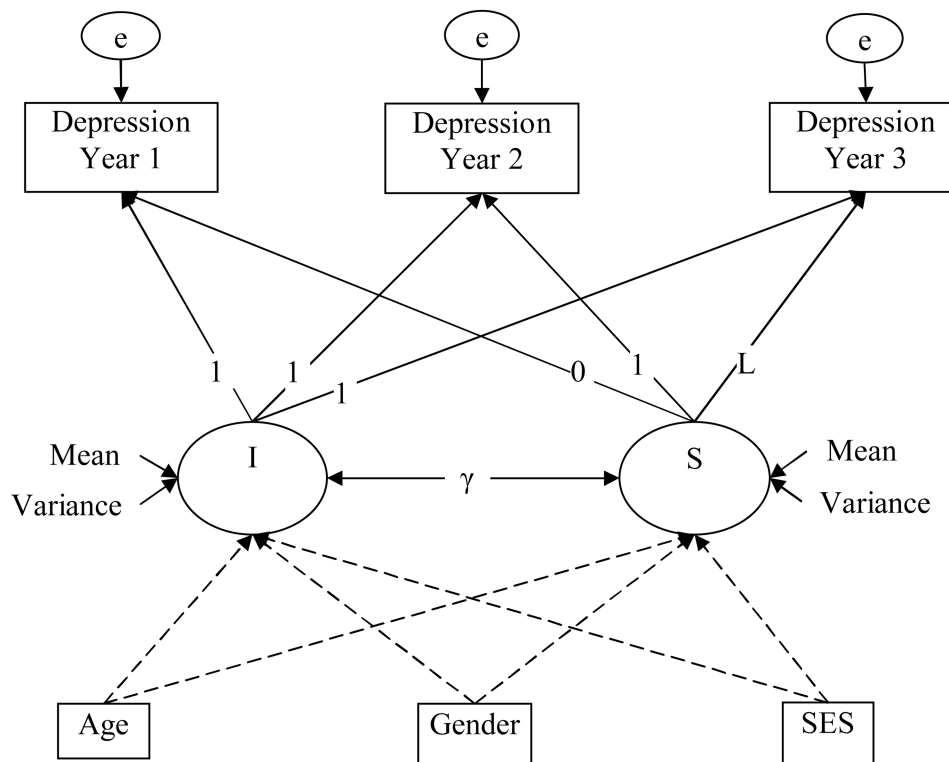 e
e
e
Depression
Year 1
Depression
Year 2
Depression
Year 3
1
1
1
0
1
L
I
S
Mean
Variance
γ
Mean
Variance
Age
Gender
SES